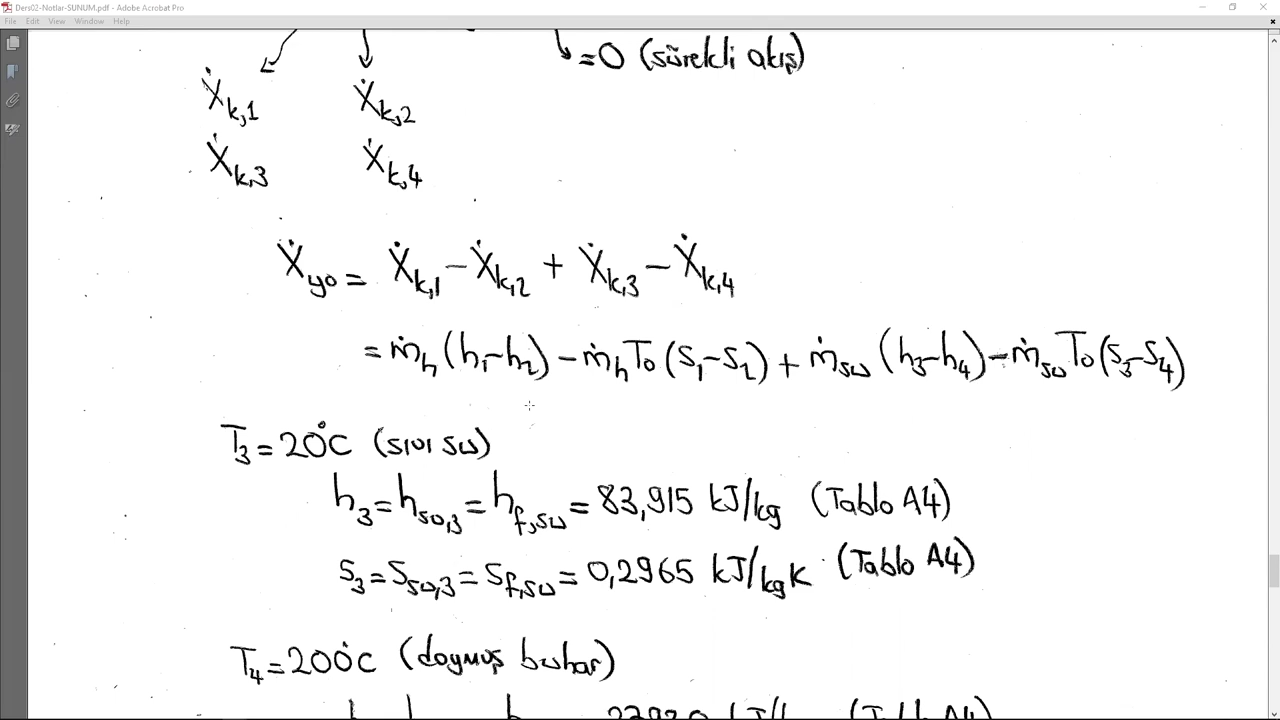 Ders02-Notlar-SUNUM.pdf - Adobe Acrobat Pro
File Edit View Window Help
=0 (sürekli akış)
Ẋk,1 Ẋk,2
Ẋk,3 Ẋk,4
Ẋyo = Ẋk,1 - Ẋk,2 + Ẋk,3 - Ẋk,4
= ṁh (h1-h2) - ṁh T0 (s1-s2) + ṁsu (h3-h4) - ṁsu T0 (s3-s4)
T3 = 20°C (sıvı su)
h3 = hsu,3 = hf,su = 83,915 kJ/kg (Tablo A4)
s3 = ssu,3 = sf,su = 0,2965 kJ/kgK (Tablo A4)
T4 = 200°C (doymuş buhar)